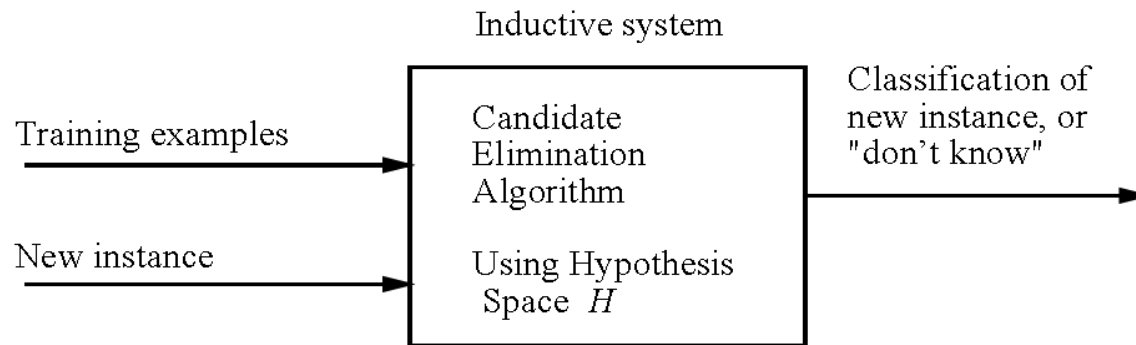 Inductive system
Training examples
New instance
Candidate
Elimination
Algorithm
Using Hypothesis
Space H
Classification of
new instance, or
"don't know"